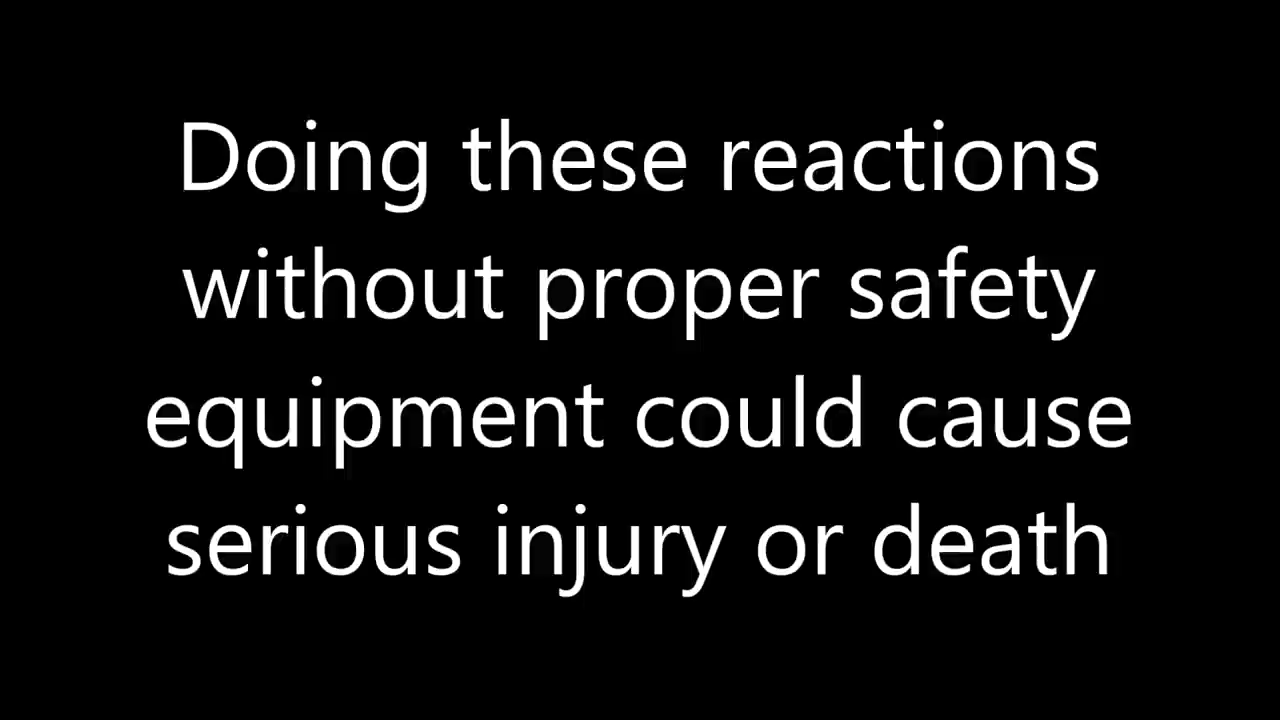 Doing these reactions
without proper safety
equipment could cause
serious injury or death